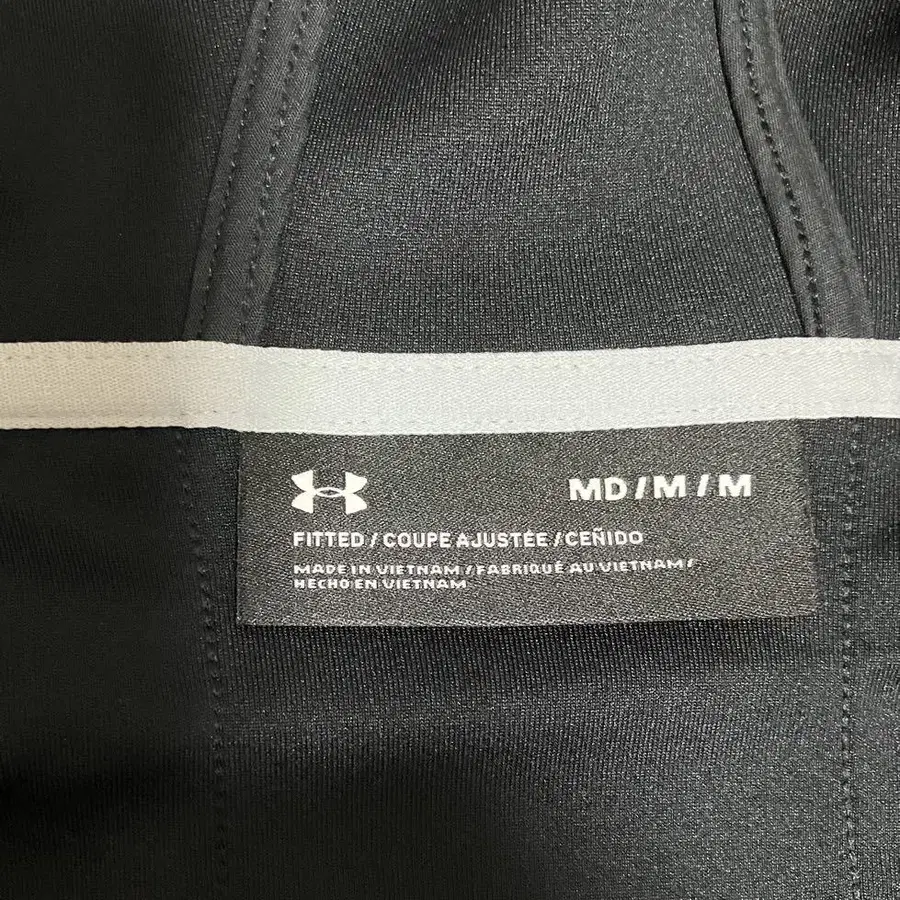 MD/M/M
FITTED/COUPE AJUSTÉE/CEÑIDO
MADE IN VIETNAM/FABRIQUÉ AU VIETNAM/
HECHO EN VIETNAM